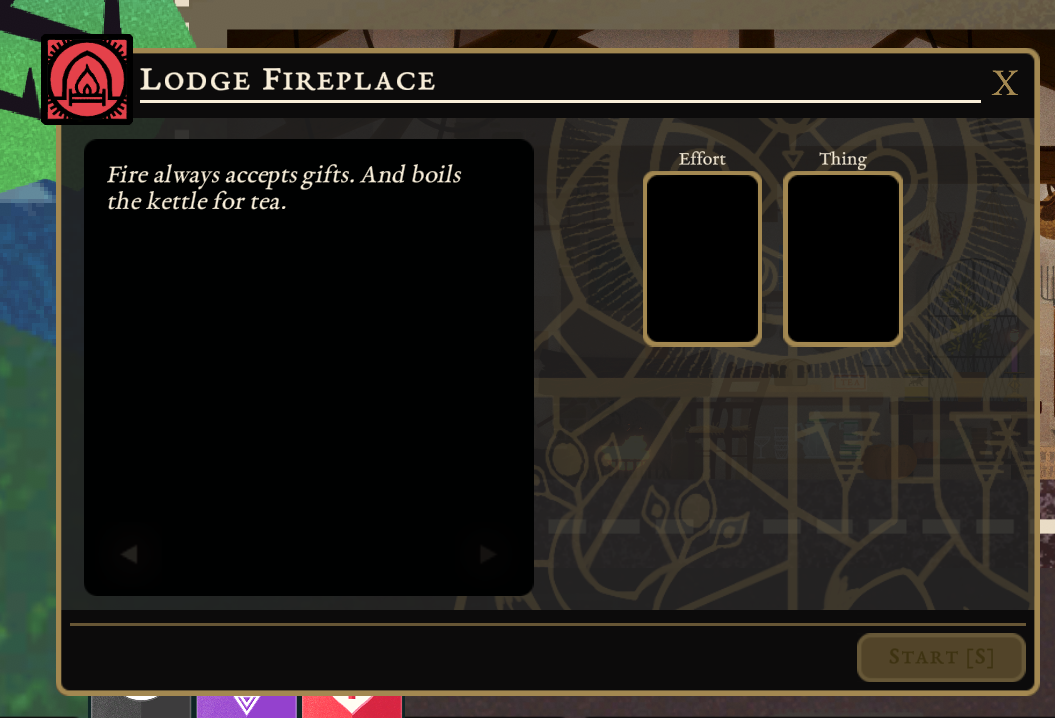 Lodge Fireplace
X
Fire always accepts gifts. And boils
the kettle for tea.
Effort
Thing
Start [S]